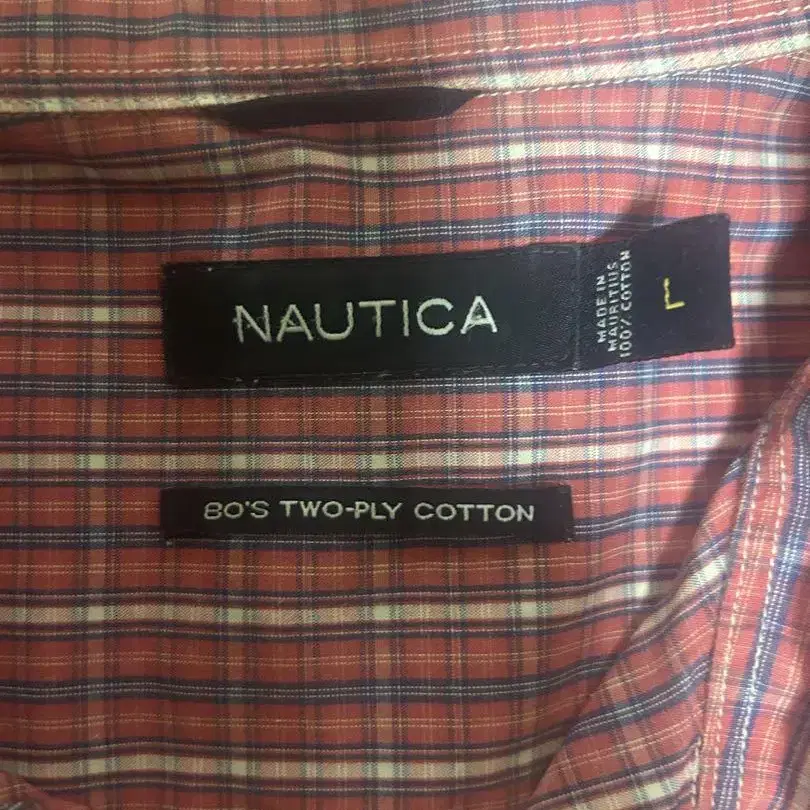 NAUTICA
MADE IN
MAURITIUS
100% COTTON
L
80'S TWO-PLY COTTON